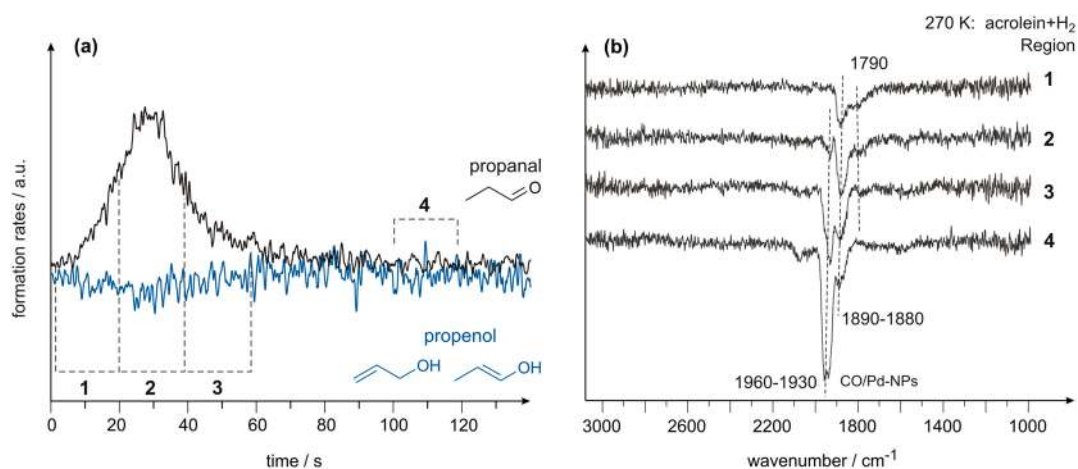 (a)
formation rates / a.u.
propanal
O
4
propenol
OH
OH
1 2 3
0 20 40 60 80 100 120
time / s
(b)
270 K: acrolein+H2
Region
1790
1
2
3
4
1890-1880
1960-1930
CO/Pd-NPs
3000 2600 2200 1800 1400 1000
wavenumber / cm-1